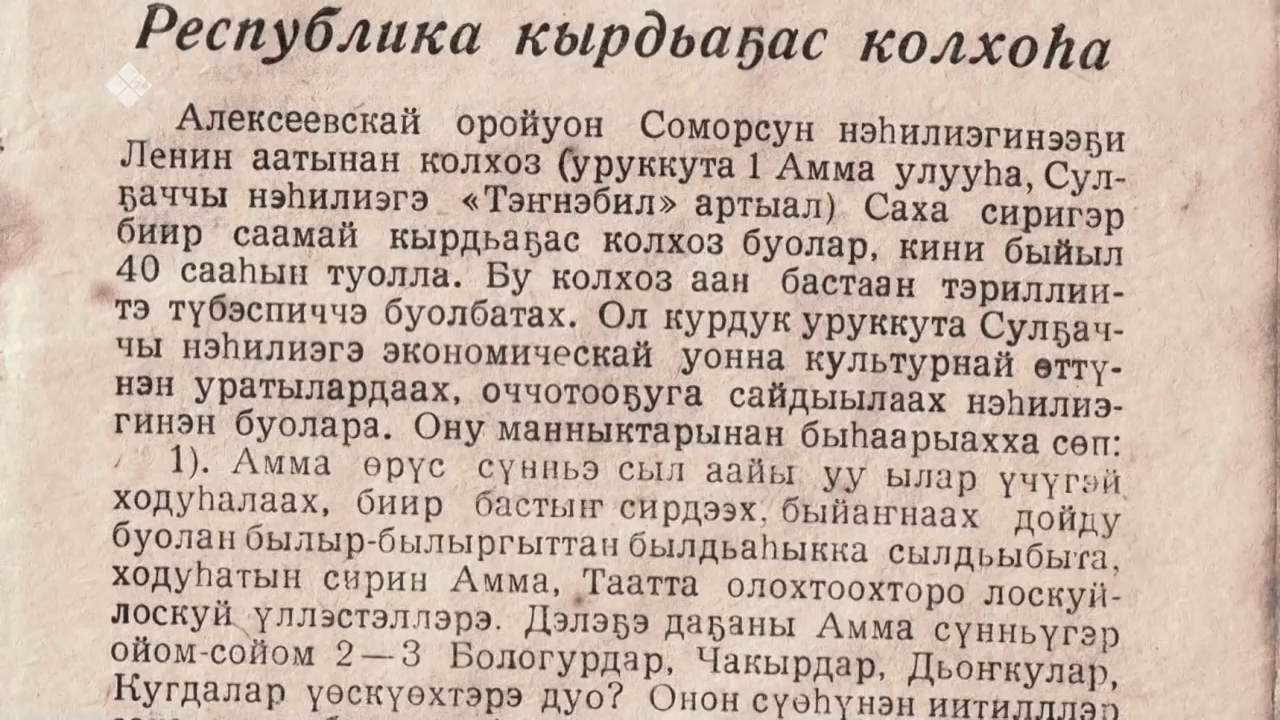 Республика кырдьаҕас колхоһа
Алексеевскай оройуон Соморсун нэһилиэгинээҕи
Ленин аатынан колхоз (уруккута 1 Амма улууһа, Сул-
ҕаччы нэһилиэгэ «Тэҥнэбил» артыал) Саха сиригэр
биир саамай кырдьаҕас колхоз буолар, кини быйыл
40 сааһын туолла. Бу колхоз аан бастаан тэриллии-
тэ түбэспиччэ буолбатах. Ол курдук уруккута Сулҕач-
чы нэһилиэгэ экономическай уонна культурнай өттү-
нэн уратылардаах, оччотооҕуга сайдыылаах нэһилиэ-
гинэн буолара. Ону манныктарынан быһаарыахха сөп:
1). Амма өрүс сүнньэ сыл аайы уу ылар үчүгэй
ходуһалаах, биир бастыҥ сирдээх, быйаҥнаах дойду
буолан былыр-былыргыттан былдьаһыкка сылдьыбыта,
ходуһатын сирин Амма, Таатта олохтоохторо лоскуй-
лоскуй үллэстэллэрэ. Дэлэҕэ даҕаны Амма сүнньүгэр
ойом-сойом 2—3 Бологурдар, Чакырдар, Дьоҥкулар,
Кугдалар үөскүөхтэрэ дуо? Онон сүөһүнэн иитиллэр